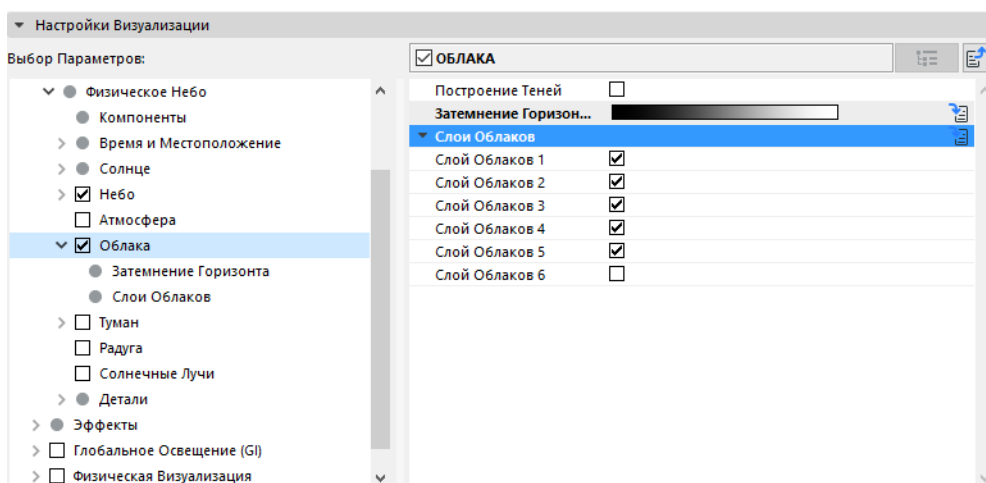 Настройки Визуализации
Выбор Параметров:
Физическое Небо
Компоненты
Время и Местоположение
Солнце
Небо
Атмосфера
Облака
Затемнение Горизонта
Слои Облаков
Туман
Радуга
Солнечные Лучи
Детали
Эффекты
Глобальное Освещение (GI)
Физическая Визуализация
ОБЛАКА
Построение Теней
Затемнение Горизон...
Слои Облаков
Слой Облаков 1
Слой Облаков 2
Слой Облаков 3
Слой Облаков 4
Слой Облаков 5
Слой Облаков 6